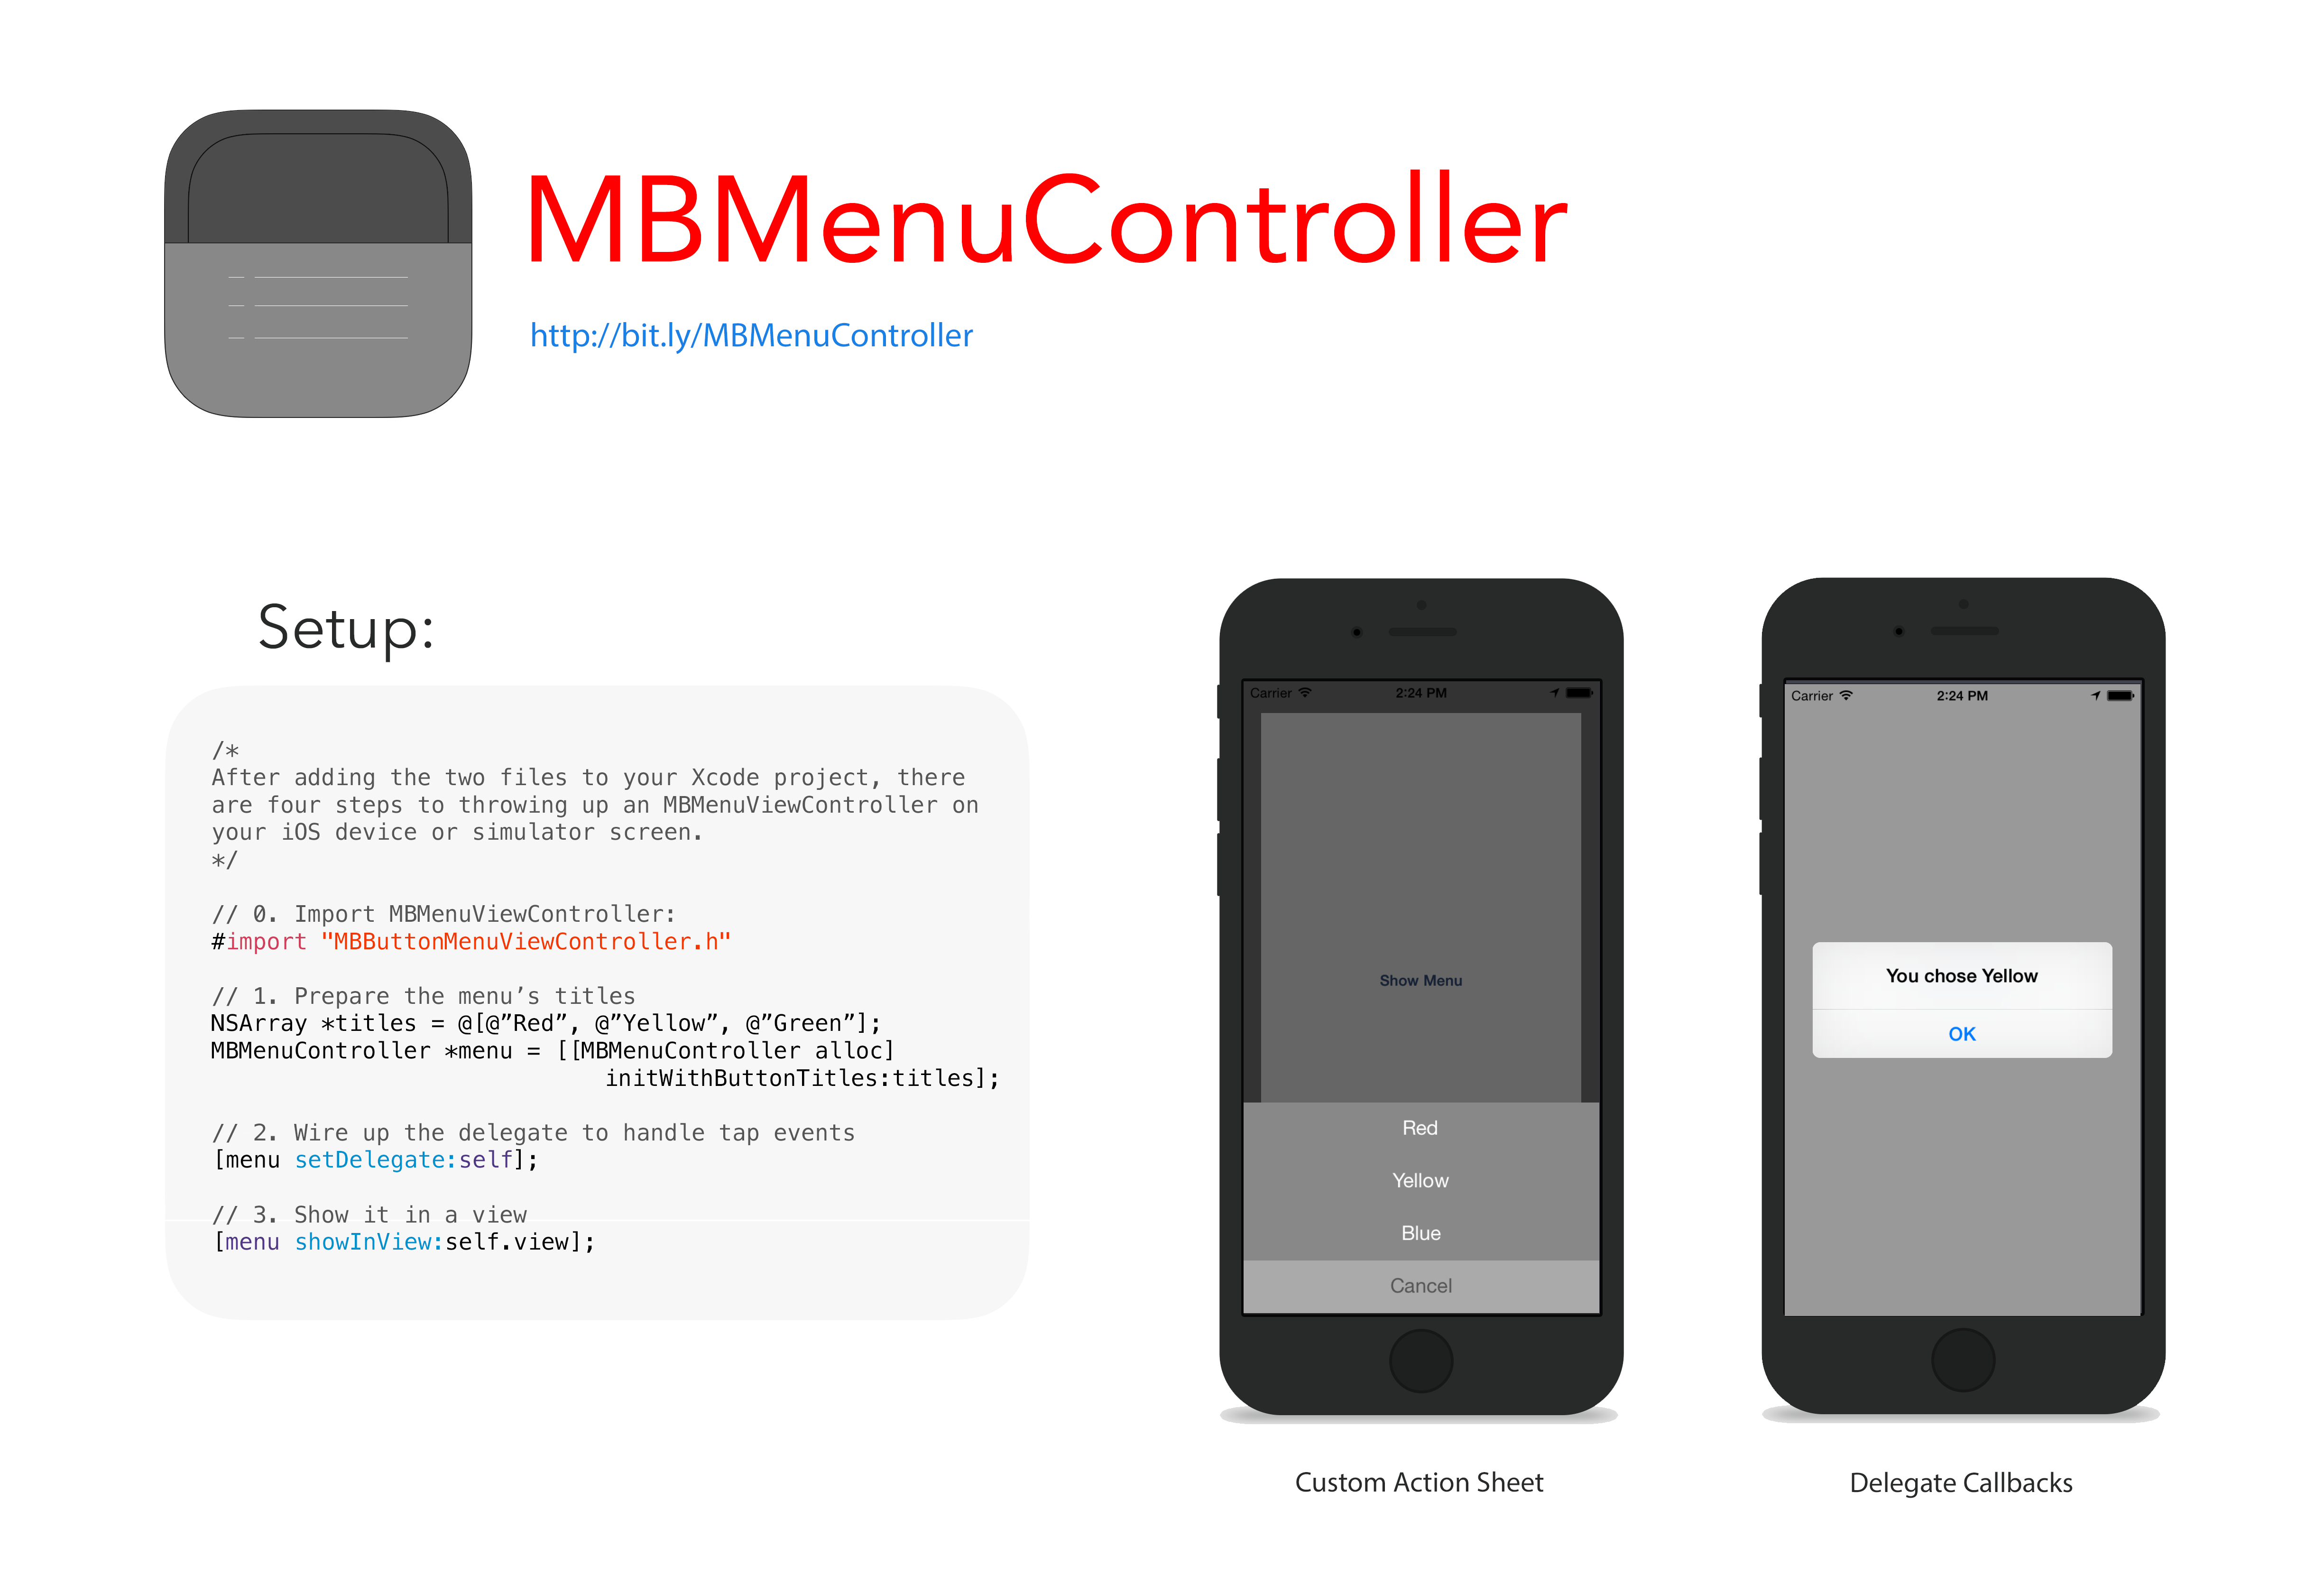 MBMenuController
http://bit.ly/MBMenuController
Setup:
/*
After adding the two files to your Xcode project, there
are four steps to throwing up an MBMenuViewController on
your iOS device or simulator screen.
*/
// 0. Import MBMenuViewController:
#import "MBButtonMenuViewController.h"
// 1. Prepare the menu’s titles
NSArray *titles = @[@”Red”, @”Yellow”, @”Green”];
MBMenuController *menu = [[MBMenuController alloc]
initWithButtonTitles:titles];
// 2. Wire up the delegate to handle tap events
[menu setDelegate:self];
// 3. Show it in a view
[menu showInView:self.view];
Carrier 2:24 PM
Show Menu
Red
Yellow
Blue
Cancel
Custom Action Sheet
Carrier 2:24 PM
You chose Yellow
OK
Delegate Callbacks